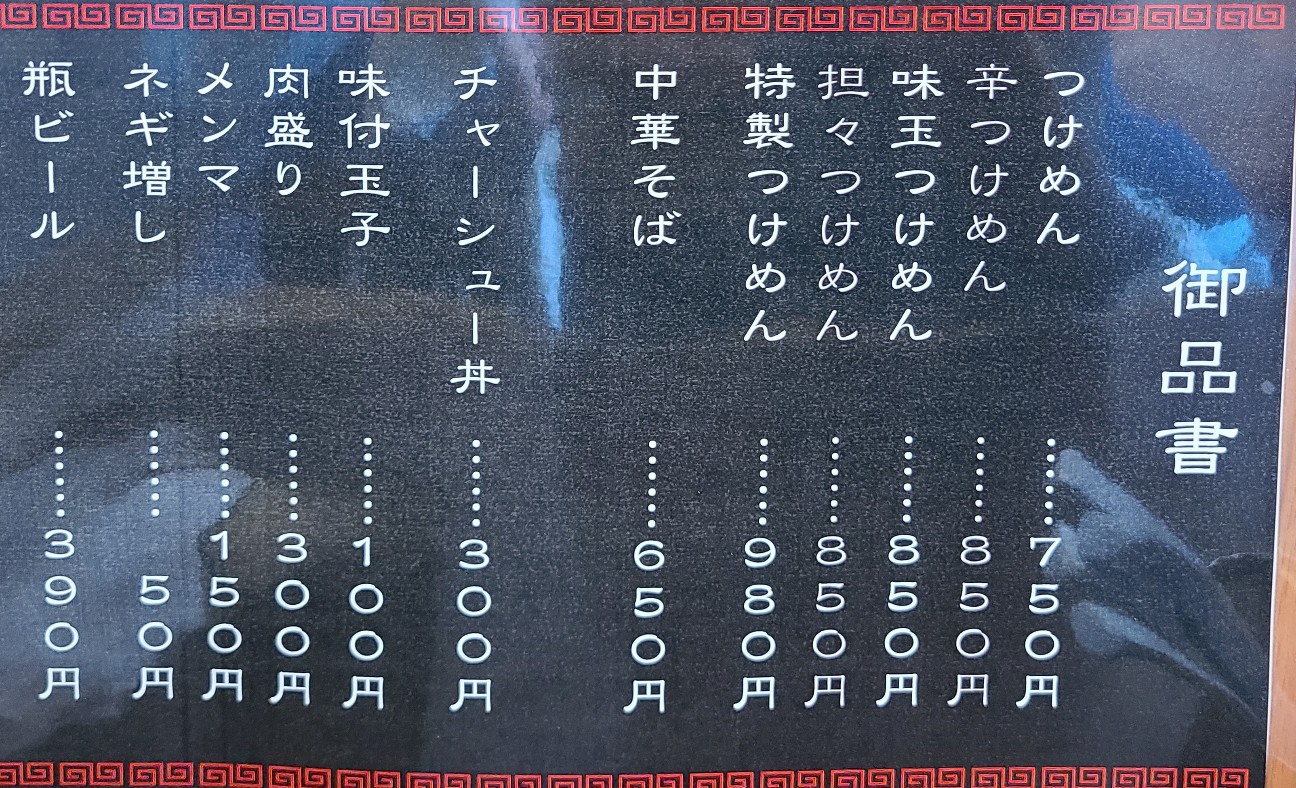 御品書
つけめん……750円
辛つけめん……850円
味玉つけめん……850円
担々つけめん……850円
特製つけめん……980円
中華そば……650円
チャーシュー丼……300円
味付玉子……100円
肉盛り……300円
メンマ……150円
ネギ増し……50円
瓶ビール……390円